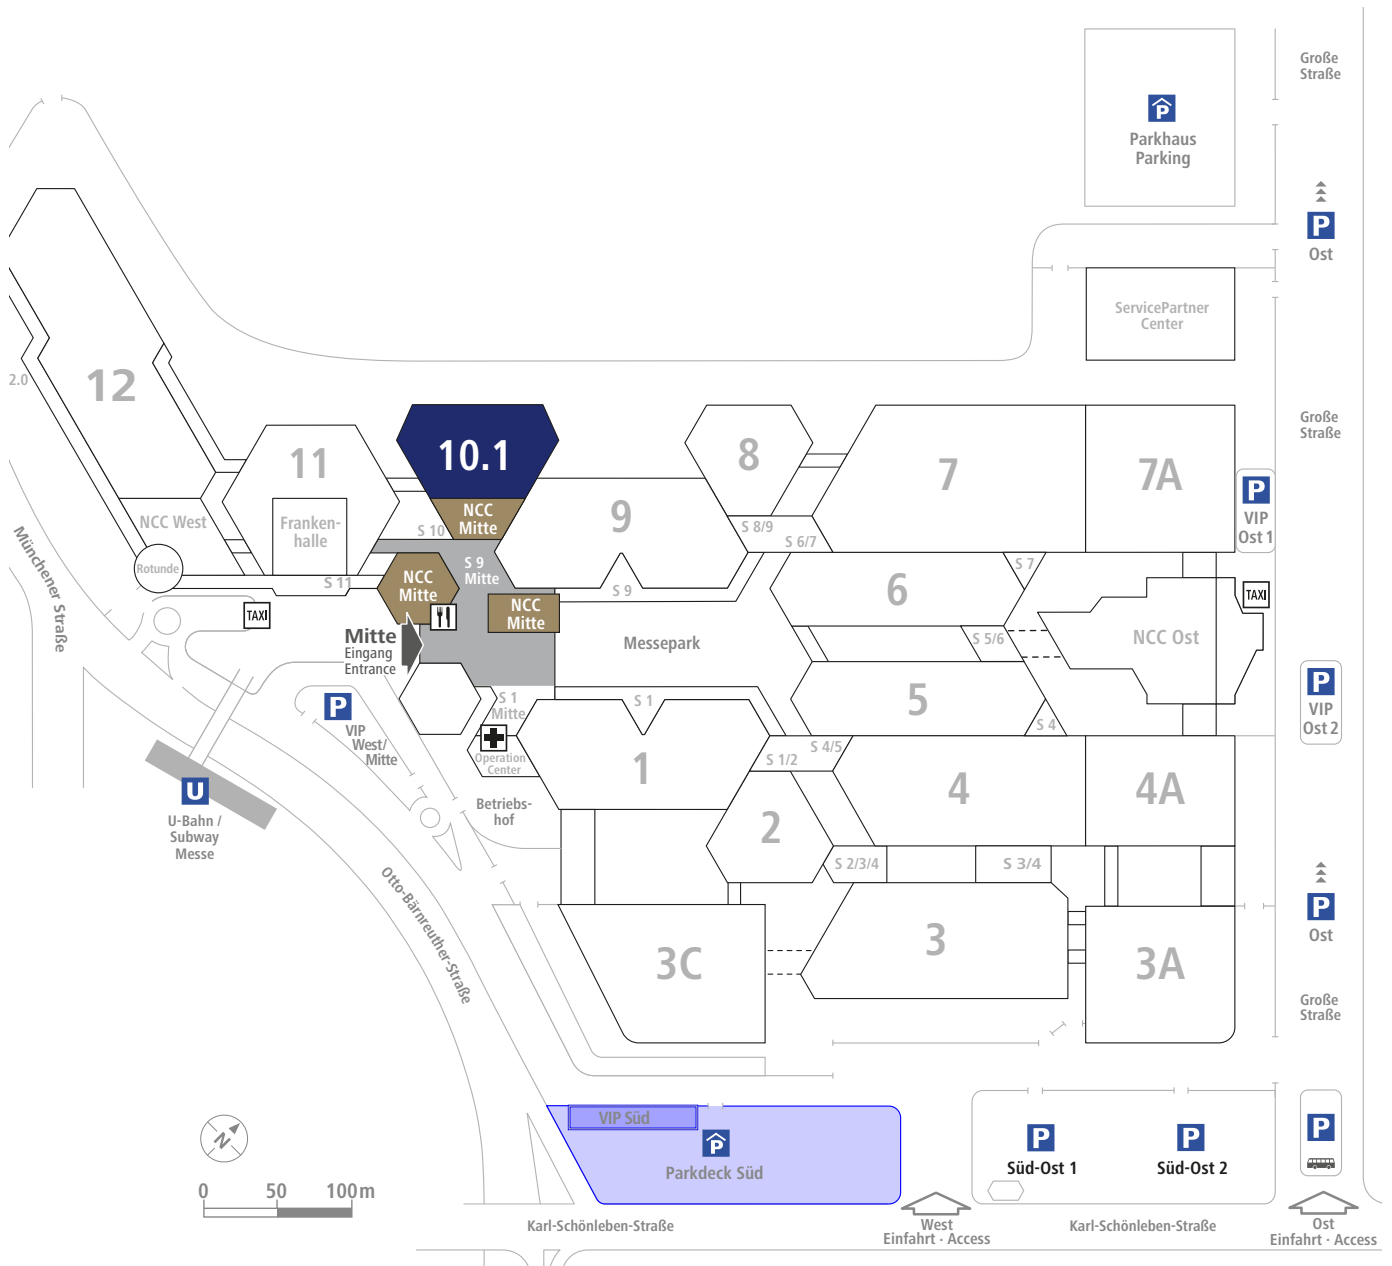 Große
Straße
Parkhaus
Parking
P
Ost
ServicePartner
Center
2.0
12
11
10.1
8
7
7A
Große
Straße
P
VIP
Ost 1
NCC West
Franken-
halle
S 10
NCC
Mitte
9
S 8/9
S 6/7
Münchener Straße
Rotunde
S 11
NCC
Mitte
S 9
Mitte
S 9
NCC
Mitte
6
S 7
TAXI
TAXI
Mitte
Eingang
Entrance
Messepark
S 5/6
NCC Ost
P
VIP
West/
Mitte
S 1
Mitte
S 1
5
S 4
P
VIP
Ost 2
Operation
Center
1
S 1/2
S 4/5
4
4A
U
U-Bahn /
Subway
Messe
Betriebs-
hof
2
S 2/3/4
S 3/4
Otto-Bärnreuther-Straße
3C
3
3A
P
Ost
Große
Straße
N
0 50 100m
VIP Süd
P
Parkdeck Süd
P
Süd-Ost 1
P
Süd-Ost 2
P
Karl-Schönleben-Straße
West
Einfahrt · Access
Karl-Schönleben-Straße
Ost
Einfahrt · Access